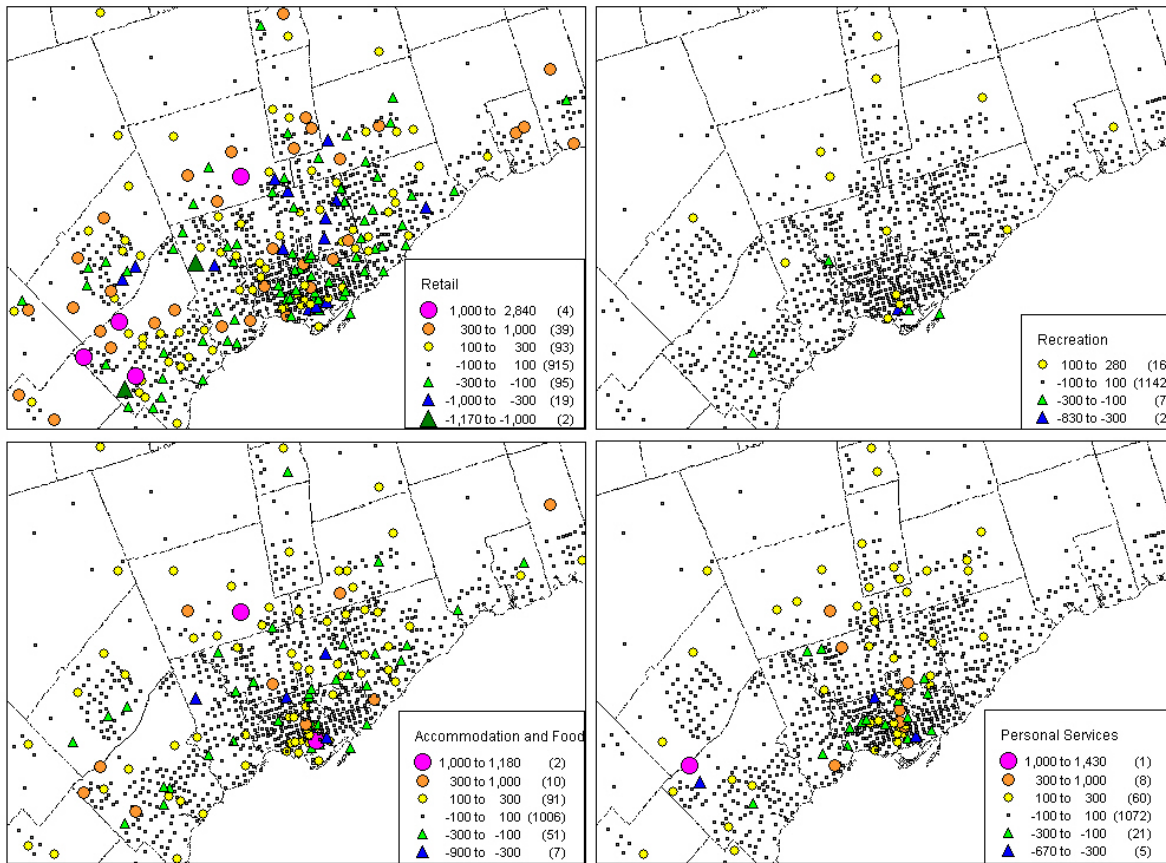 Retail
1,000 to 2,840 (4)
300 to 1,000 (39)
100 to 300 (93)
-100 to 100 (915)
-300 to -100 (95)
-1,000 to -300 (19)
-1,170 to -1,000 (2)
Recreation
100 to 280 (16
-100 to 100 (1142
-300 to -100 (7
-830 to -300 (2
Accommodation and Food
1,000 to 1,180 (2)
300 to 1,000 (10)
100 to 300 (91)
-100 to 100 (1006)
-300 to -100 (51)
-900 to -300 (7)
Personal Services
1,000 to 1,430 (1)
300 to 1,000 (8)
100 to 300 (60)
-100 to 100 (1072)
-300 to -100 (21)
-670 to -300 (5)